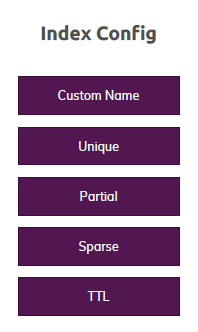 Index Config
Custom Name
Unique
Partial
Sparse
TTL